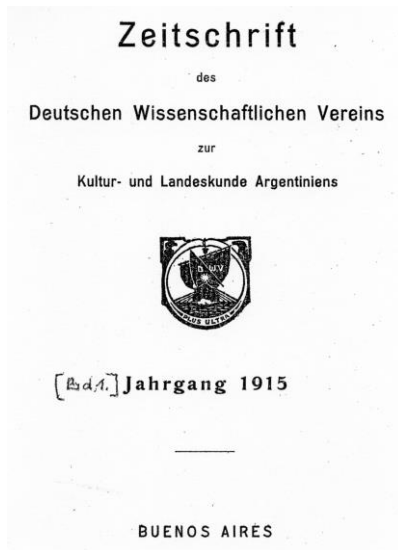 Zeitschrift
des
Deutschen Wissenschaftlichen Vereins
zur
Kultur- und Landeskunde Argentiniens
D.W.V.
PLUS ULTRA
[Bd 1.] Jahrgang 1915
BUENOS AIRES